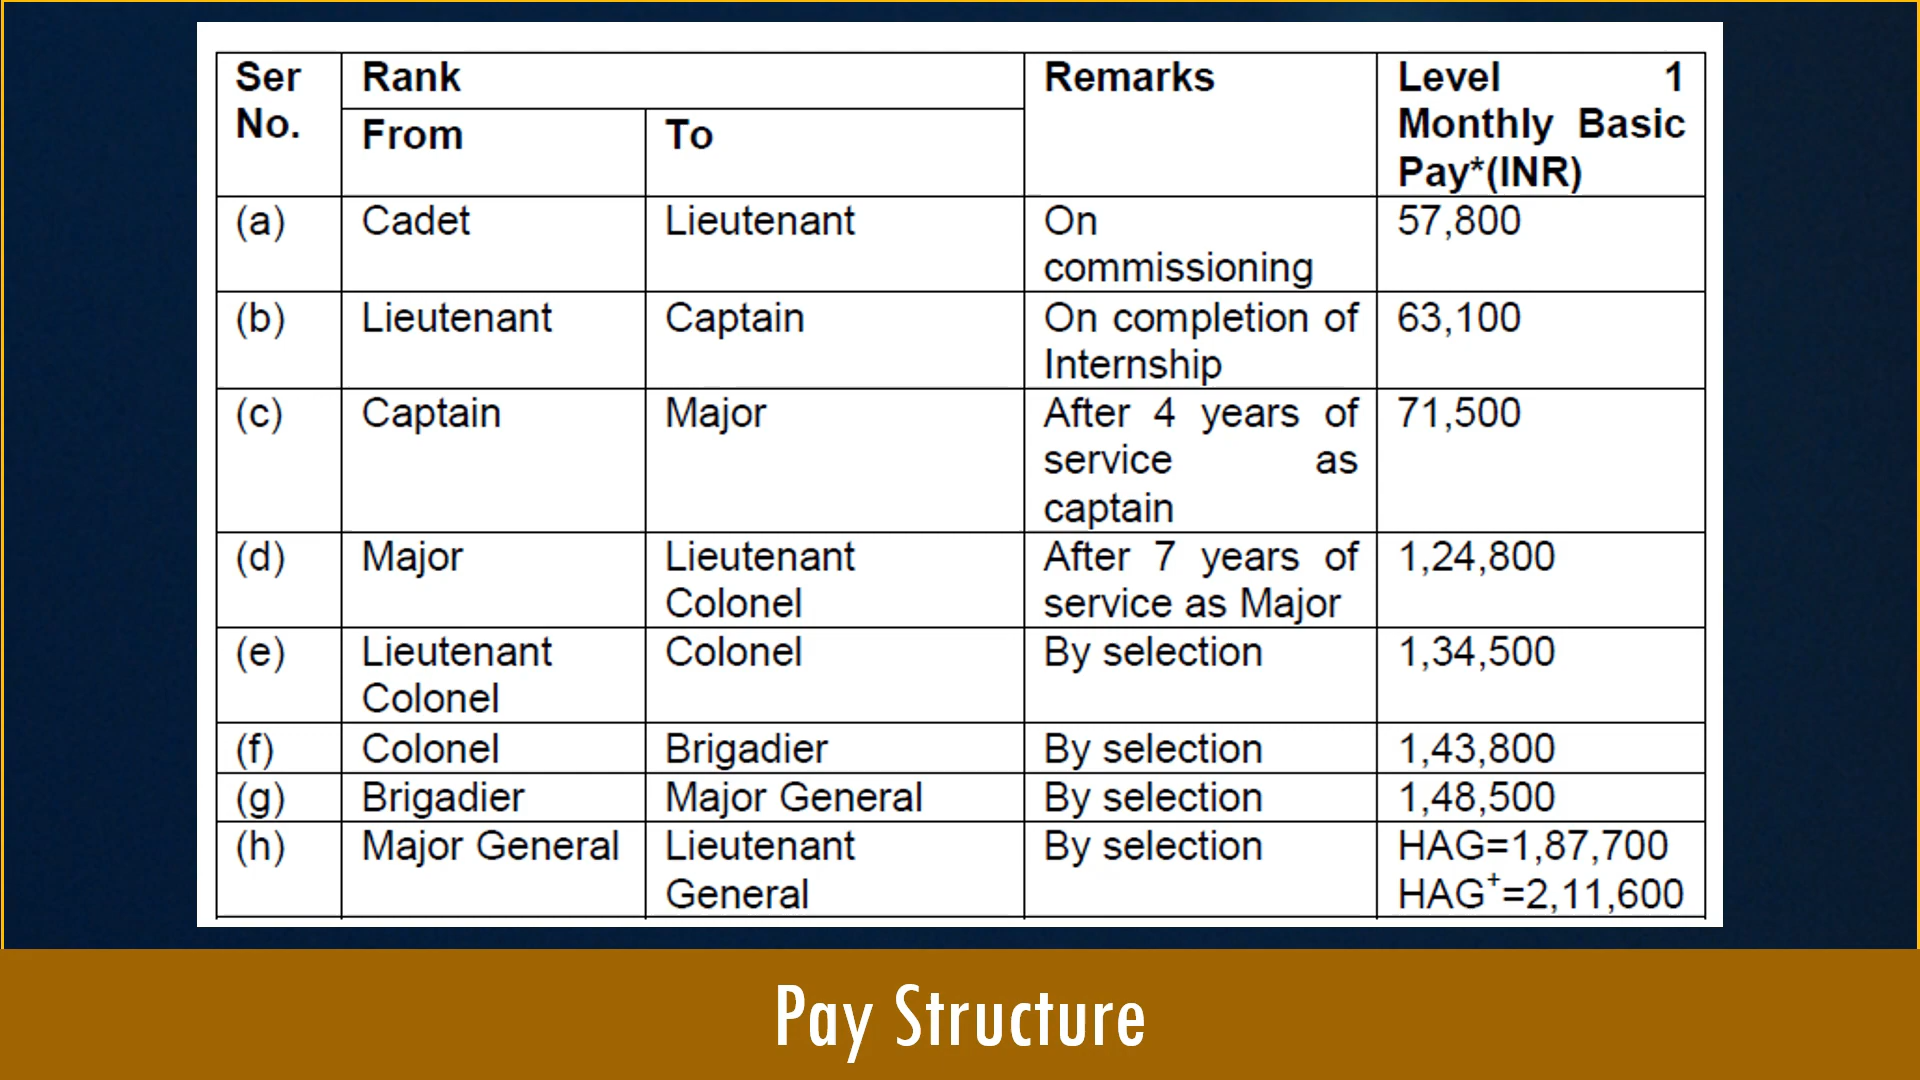 Ser No. Rank Remarks Level 1 Monthly Basic Pay*(INR)
From To
(a) Cadet Lieutenant On commissioning 57,800
(b) Lieutenant Captain On completion of Internship 63,100
(c) Captain Major After 4 years of service as captain 71,500
(d) Major Lieutenant Colonel After 7 years of service as Major 1,24,800
(e) Lieutenant Colonel Colonel By selection 1,34,500
(f) Colonel Brigadier By selection 1,43,800
(g) Brigadier Major General By selection 1,48,500
(h) Major General Lieutenant General By selection HAG=1,87,700 HAG⁺=2,11,600
Pay Structure